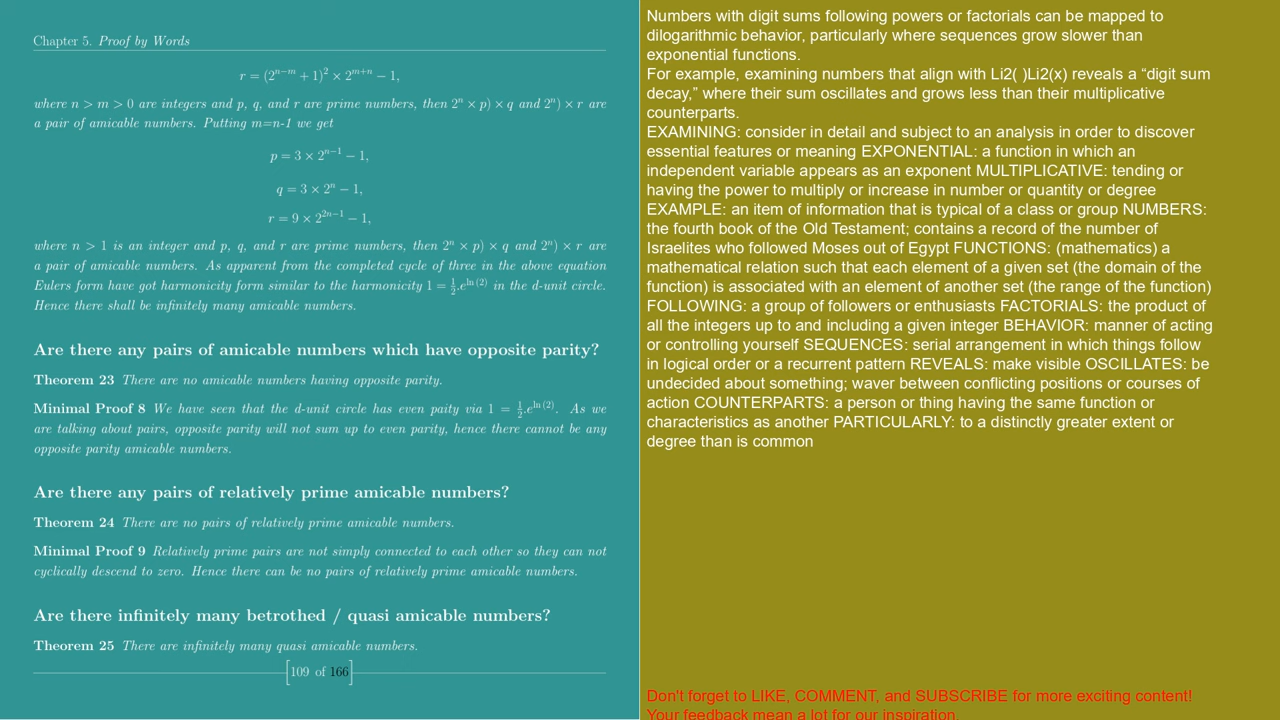 Chapter 5. Proof by Words
r = (2^{n−m} + 1)^2 × 2^{m+n} − 1,
where n > m > 0 are integers and p, q, and r are prime numbers, then 2^n × p) × q and 2^n) × r are
a pair of amicable numbers. Putting m=n-1 we get
p = 3 × 2^{n−1} − 1,
q = 3 × 2^n − 1,
r = 9 × 2^{2n−1} − 1,
where n > 1 is an integer and p, q, and r are prime numbers, then 2^n × p) × q and 2^n) × r are
a pair of amicable numbers. As apparent from the completed cycle of three in the above equation
Eulers form have got harmonicity form similar to the harmonicity 1 = 1/2.e^{ln(2)} in the d-unit circle.
Hence there shall be infinitely many amicable numbers.
Are there any pairs of amicable numbers which have opposite parity?
Theorem 23 There are no amicable numbers having opposite parity.
Minimal Proof 8 We have seen that the d-unit circle has even paity via 1 = 1/2.e^{ln(2)}. As we
are talking about pairs, opposite parity will not sum up to even parity, hence there cannot be any
opposite parity amicable numbers.
Are there any pairs of relatively prime amicable numbers?
Theorem 24 There are no pairs of relatively prime amicable numbers.
Minimal Proof 9 Relatively prime pairs are not simply connected to each other so they can not
cyclically descend to zero. Hence there can be no pairs of relatively prime amicable numbers.
Are there infinitely many betrothed / quasi amicable numbers?
Theorem 25 There are infinitely many quasi amicable numbers.
[109 of 166]
Numbers with digit sums following powers or factorials can be mapped to
dilogarithmic behavior, particularly where sequences grow slower than
exponential functions.
For example, examining numbers that align with Li2( )Li2(x) reveals a “digit sum
decay,” where their sum oscillates and grows less than their multiplicative
counterparts.
EXAMINING: consider in detail and subject to an analysis in order to discover
essential features or meaning EXPONENTIAL: a function in which an
independent variable appears as an exponent MULTIPLICATIVE: tending or
having the power to multiply or increase in number or quantity or degree
EXAMPLE: an item of information that is typical of a class or group NUMBERS:
the fourth book of the Old Testament; contains a record of the number of
Israelites who followed Moses out of Egypt FUNCTIONS: (mathematics) a
mathematical relation such that each element of a given set (the domain of the
function) is associated with an element of another set (the range of the function)
FOLLOWING: a group of followers or enthusiasts FACTORIALS: the product of
all the integers up to and including a given integer BEHAVIOR: manner of acting
or controlling yourself SEQUENCES: serial arrangement in which things follow
in logical order or a recurrent pattern REVEALS: make visible OSCILLATES: be
undecided about something; waver between conflicting positions or courses of
action COUNTERPARTS: a person or thing having the same function or
characteristics as another PARTICULARLY: to a distinctly greater extent or
degree than is common
Don't forget to LIKE, COMMENT, and SUBSCRIBE for more exciting content!
Your feedback mean a lot for our inspiration.